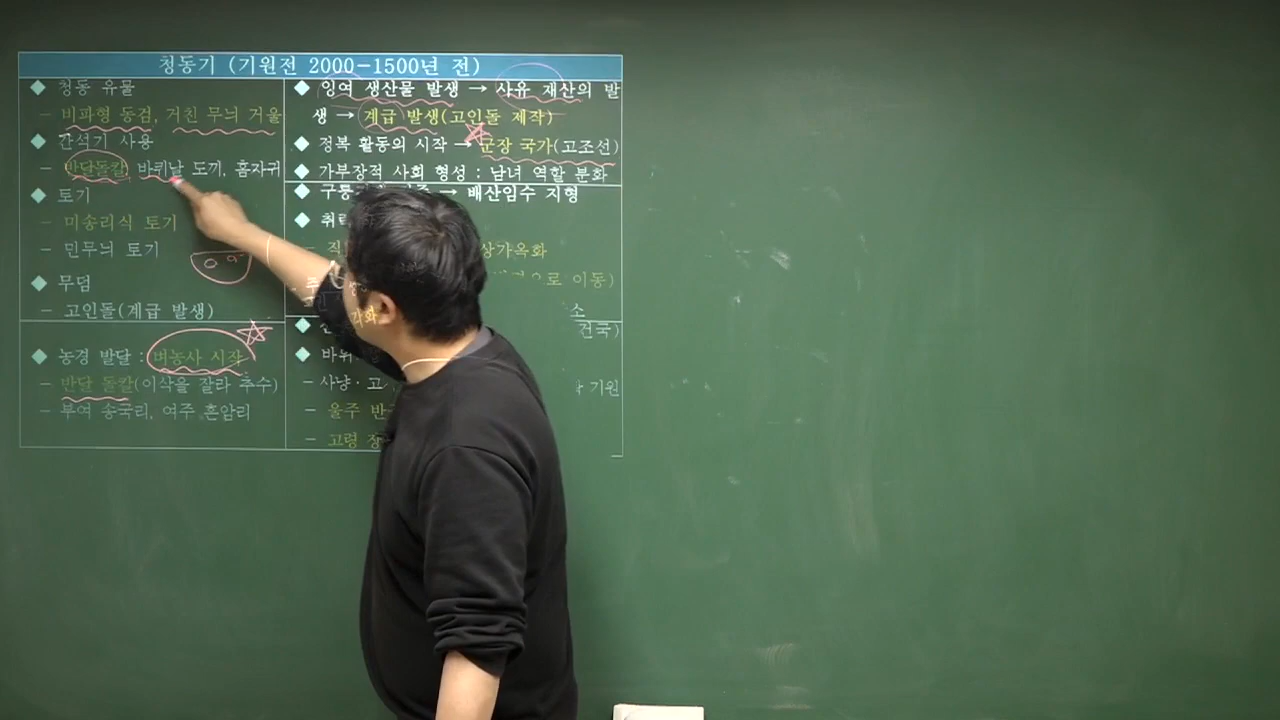 청동기 (기원전 2000-1500년 전)
◆ 청동 유물
- 비파형 동검, 거친 무늬 거울
◆ 간석기 사용
- 반달돌칼, 바퀴날 도끼, 홈자귀
◆ 토기
- 미송리식 토기
- 민무늬 토기
◆ 무덤
- 고인돌(계급 발생)
◆ 농경 발달 : 벼농사 시작
- 반달 돌칼(이삭을 잘라 추수)
- 부여 송국리, 여주 흔암리
◆ 잉여 생산물 발생 → 사유 재산의 발
생 → 계급 발생(고인돌 제작)
◆ 정복 활동의 시작 → 군장 국가(고조선)
◆ 가부장적 사회 형성 : 남녀 역할 분화
◆ → 배산임수 지형
◆
- 상가옥화
로 이동)
소
◆ 건국)
◆ 바위
- 사냥· 기원
- 울주
- 고령